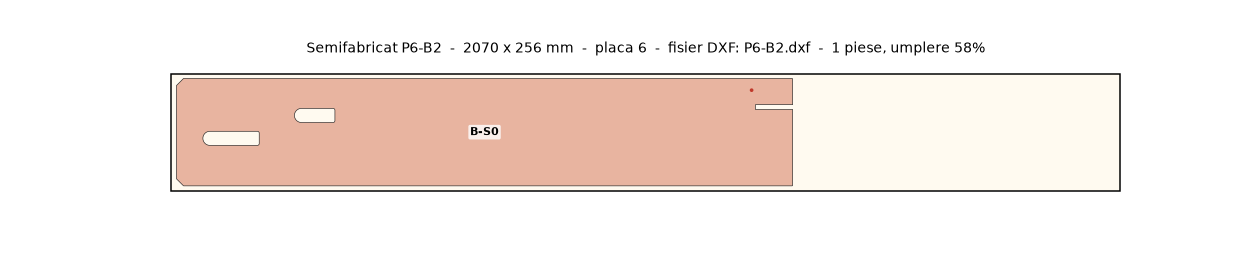 Semifabricat P6-B2 - 2070 x 256 mm - placa 6 - fisier DXF: P6-B2.dxf - 1 piese, umplere 58%
B-S0